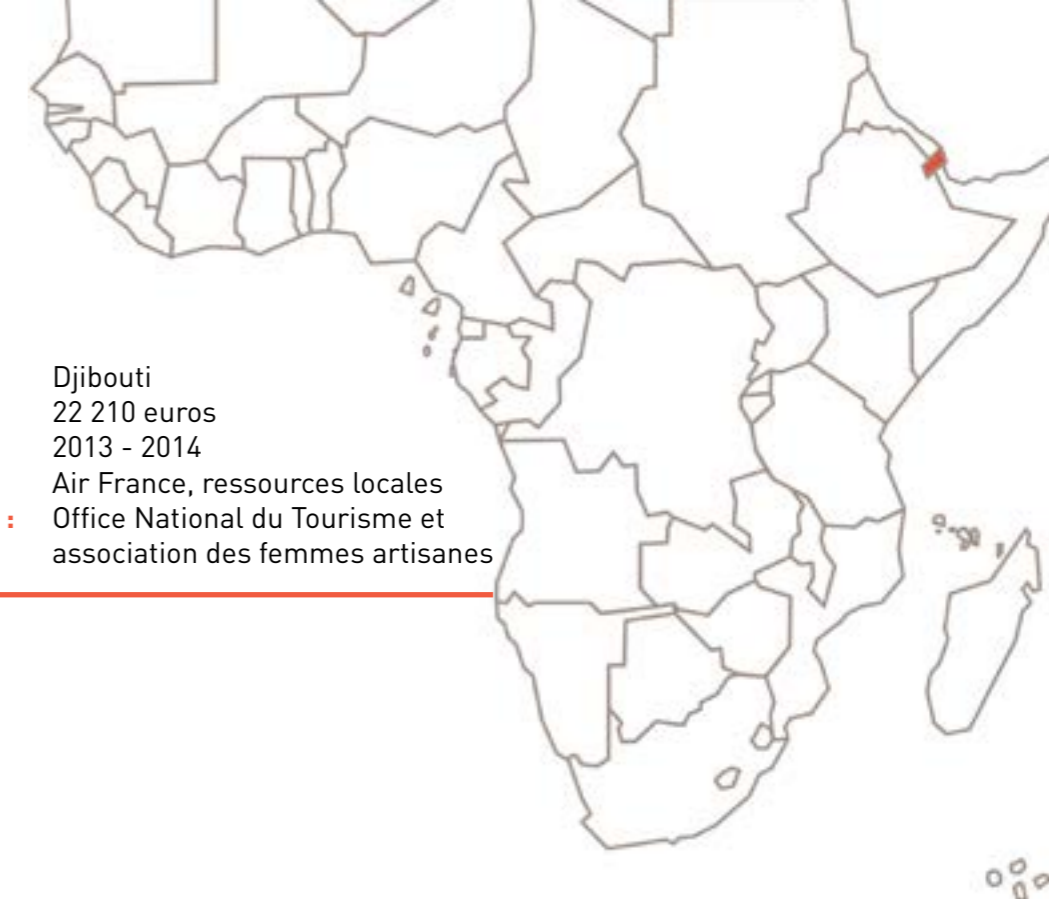 Djibouti
22 210 euros
2013 - 2014
Air France, ressources locales
: Office National du Tourisme et
association des femmes artisanes